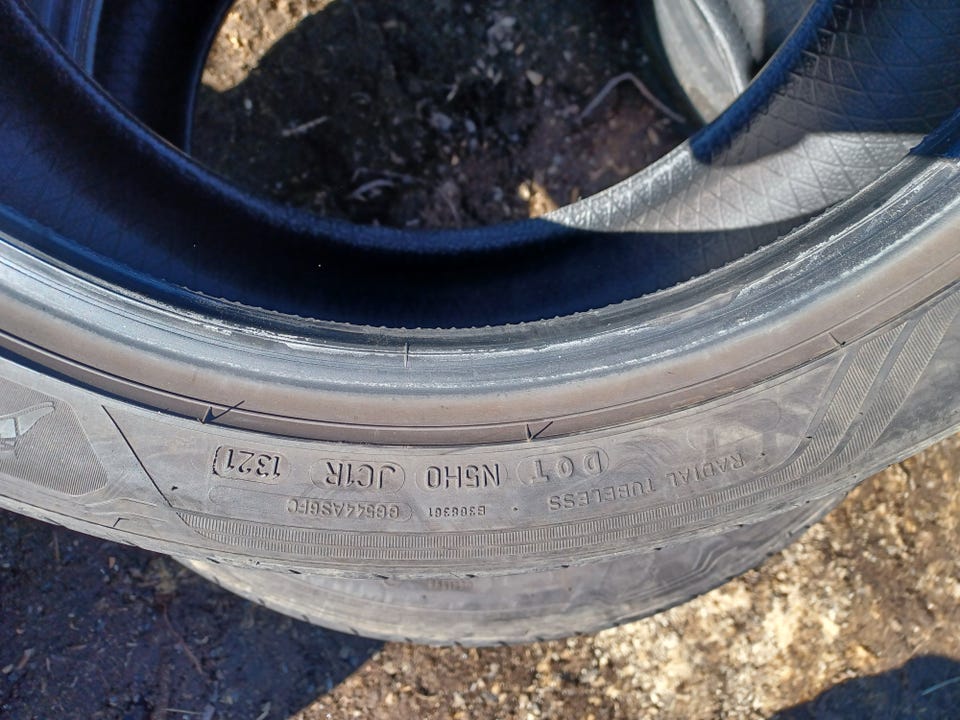 RADIAL TUBELESS
DOT N5H0 JC1R 1321